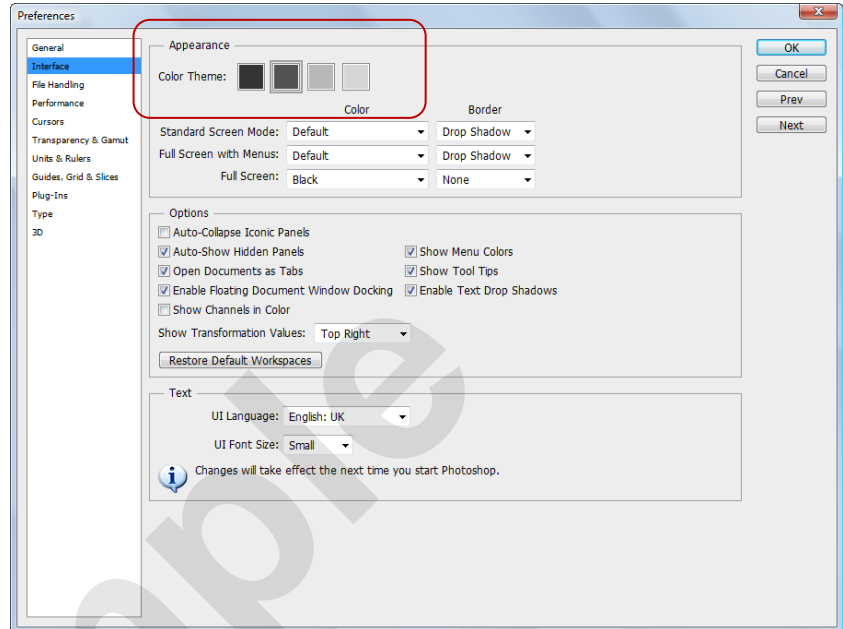 Preferences
General
Interface
File Handling
Performance
Cursors
Transparency & Gamut
Units & Rulers
Guides, Grid & Slices
Plug-Ins
Type
3D
Appearance
Color Theme:
Color Border
Standard Screen Mode: Default Drop Shadow
Full Screen with Menus: Default Drop Shadow
Full Screen: Black None
Options
Auto-Collapse Iconic Panels
Auto-Show Hidden Panels Show Menu Colors
Open Documents as Tabs Show Tool Tips
Enable Floating Document Window Docking Enable Text Drop Shadows
Show Channels in Color
Show Transformation Values: Top Right
Restore Default Workspaces
Text
UI Language: English: UK
UI Font Size: Small
Changes will take effect the next time you start Photoshop.
OK
Cancel
Prev
Next